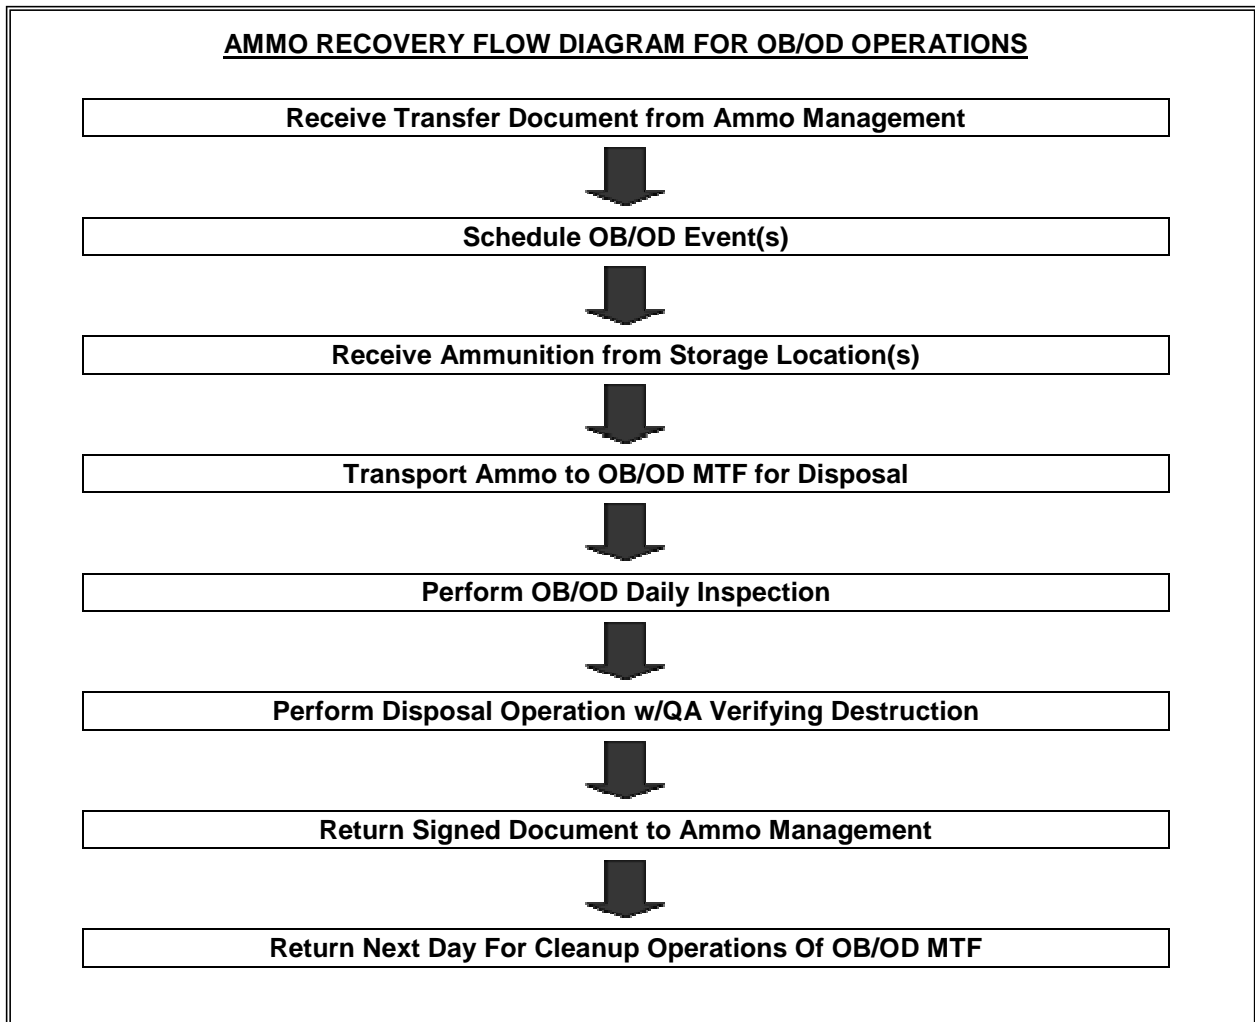 AMMO RECOVERY FLOW DIAGRAM FOR OB/OD OPERATIONS
Receive Transfer Document from Ammo Management
Schedule OB/OD Event(s)
Receive Ammunition from Storage Location(s)
Transport Ammo to OB/OD MTF for Disposal
Perform OB/OD Daily Inspection
Perform Disposal Operation w/QA Verifying Destruction
Return Signed Document to Ammo Management
Return Next Day For Cleanup Operations Of OB/OD MTF